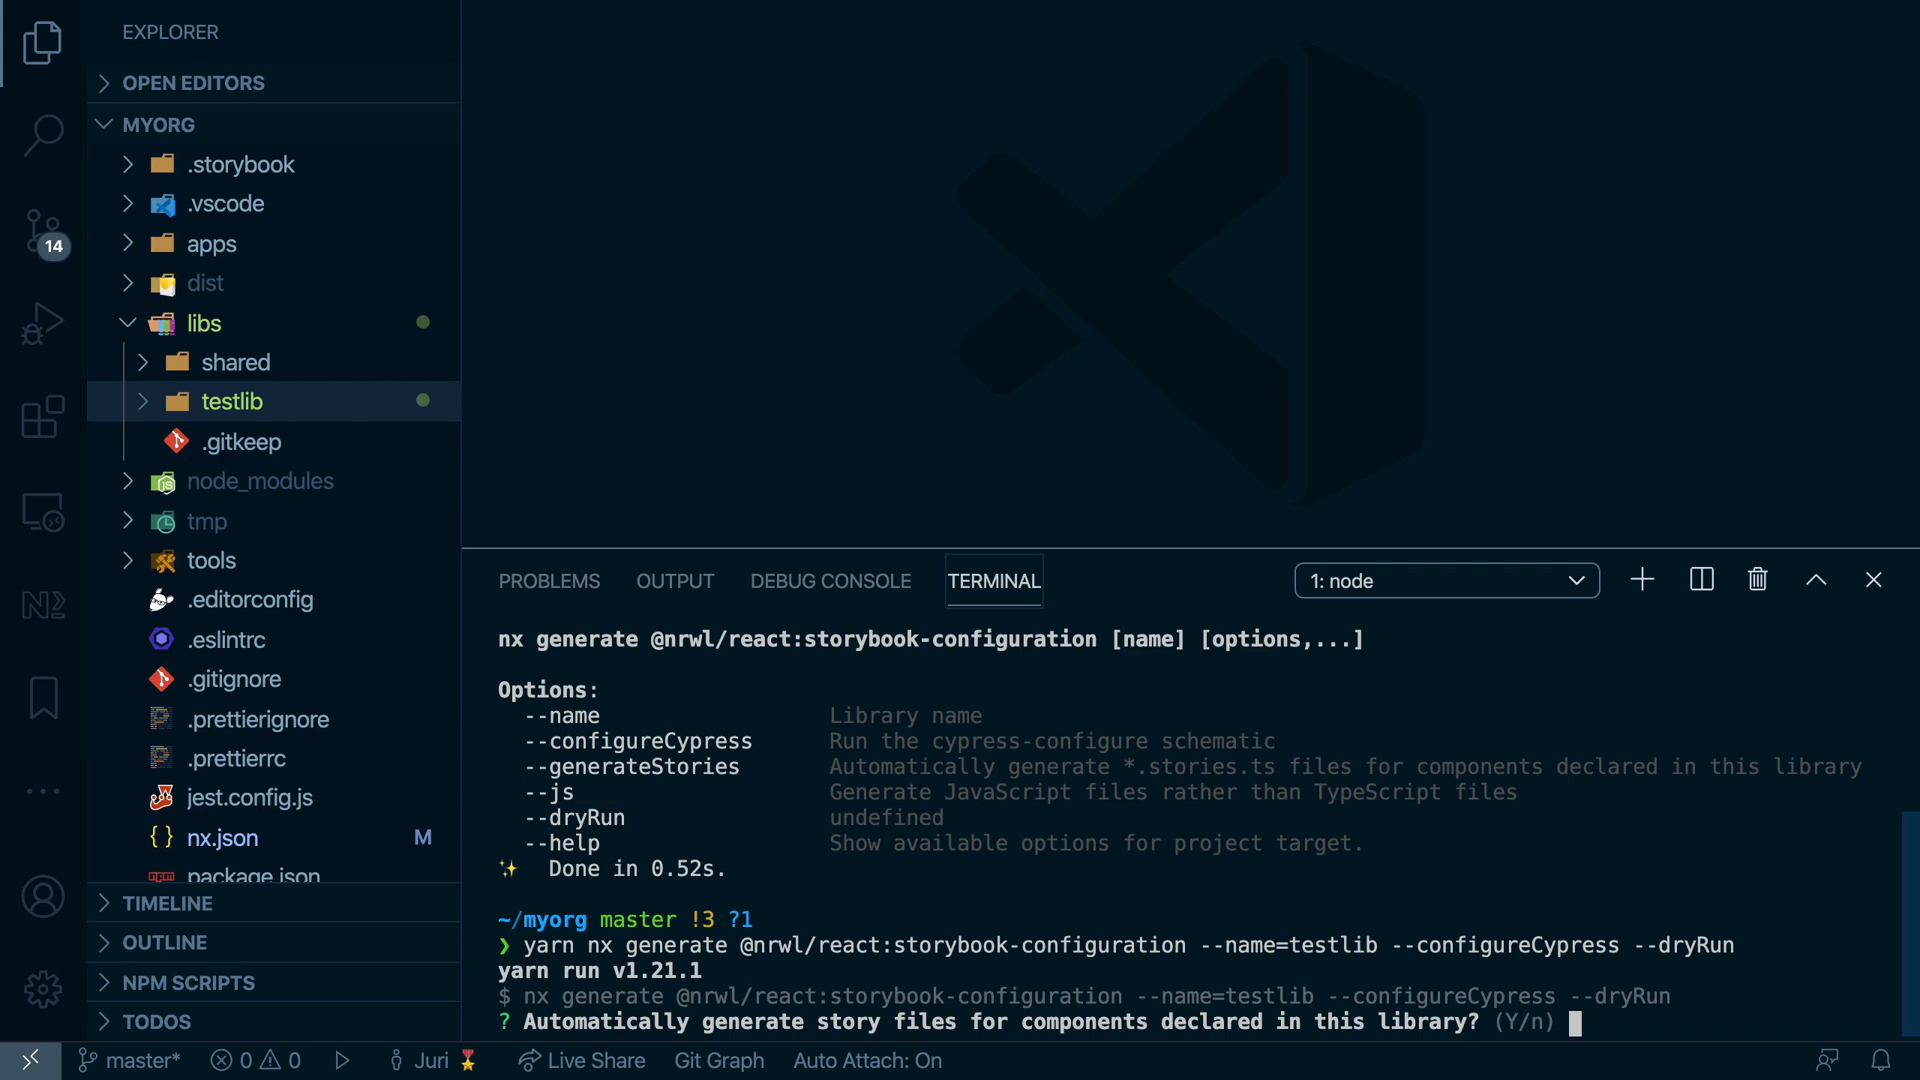 EXPLORER
OPEN EDITORS
MYORG
.storybook
.vscode
apps
dist
libs
shared
testlib
.gitkeep
node_modules
tmp
tools
.editorconfig
.eslintrc
.gitignore
.prettierignore
.prettierrc
jest.config.js
nx.json M
package.json
TIMELINE
OUTLINE
NPM SCRIPTS
TODOS
14
PROBLEMS OUTPUT DEBUG CONSOLE TERMINAL 1: node
nx generate @nrwl/react:storybook-configuration [name] [options,...]
Options:
--name Library name
--configureCypress Run the cypress-configure schematic
--generateStories Automatically generate *.stories.ts files for components declared in this library
--js Generate JavaScript files rather than TypeScript files
--dryRun undefined
--help Show available options for project target.
✨ Done in 0.52s.
~/myorg master !3 ?1
❯ yarn nx generate @nrwl/react:storybook-configuration --name=testlib --configureCypress --dryRun
yarn run v1.21.1
$ nx generate @nrwl/react:storybook-configuration --name=testlib --configureCypress --dryRun
? Automatically generate story files for components declared in this library? (Y/n)
master* 0 0 Juri Live Share Git Graph Auto Attach: On